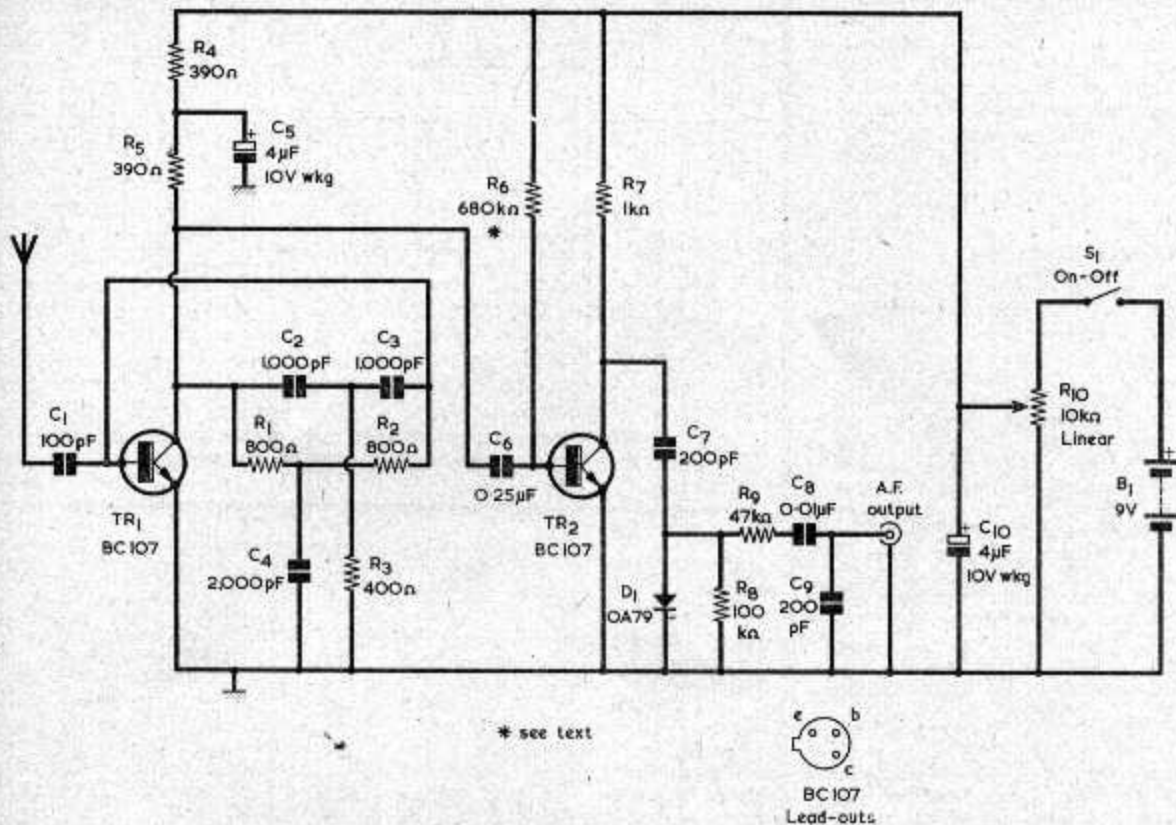 R4
390Ω
R5
390Ω
C5
4µF
10V wkg
R6
680kΩ
*
R7
1kΩ
S1
On-Off
C2
1,000pF
C3
1,000pF
R10
10kΩ
Linear
C1
100pF
R1
800Ω
R2
800Ω
C6
0·25µF
C7
200pF
B1
9V
TR1
BC107
TR2
BC107
R9
47kΩ
C8
0·01µF
A.F.
output
C10
4µF
10V wkg
C4
2,000pF
R3
400Ω
D1
OA79
R8
100
kΩ
C9
200
pF
* see text
e
b
c
BC107
Lead-outs